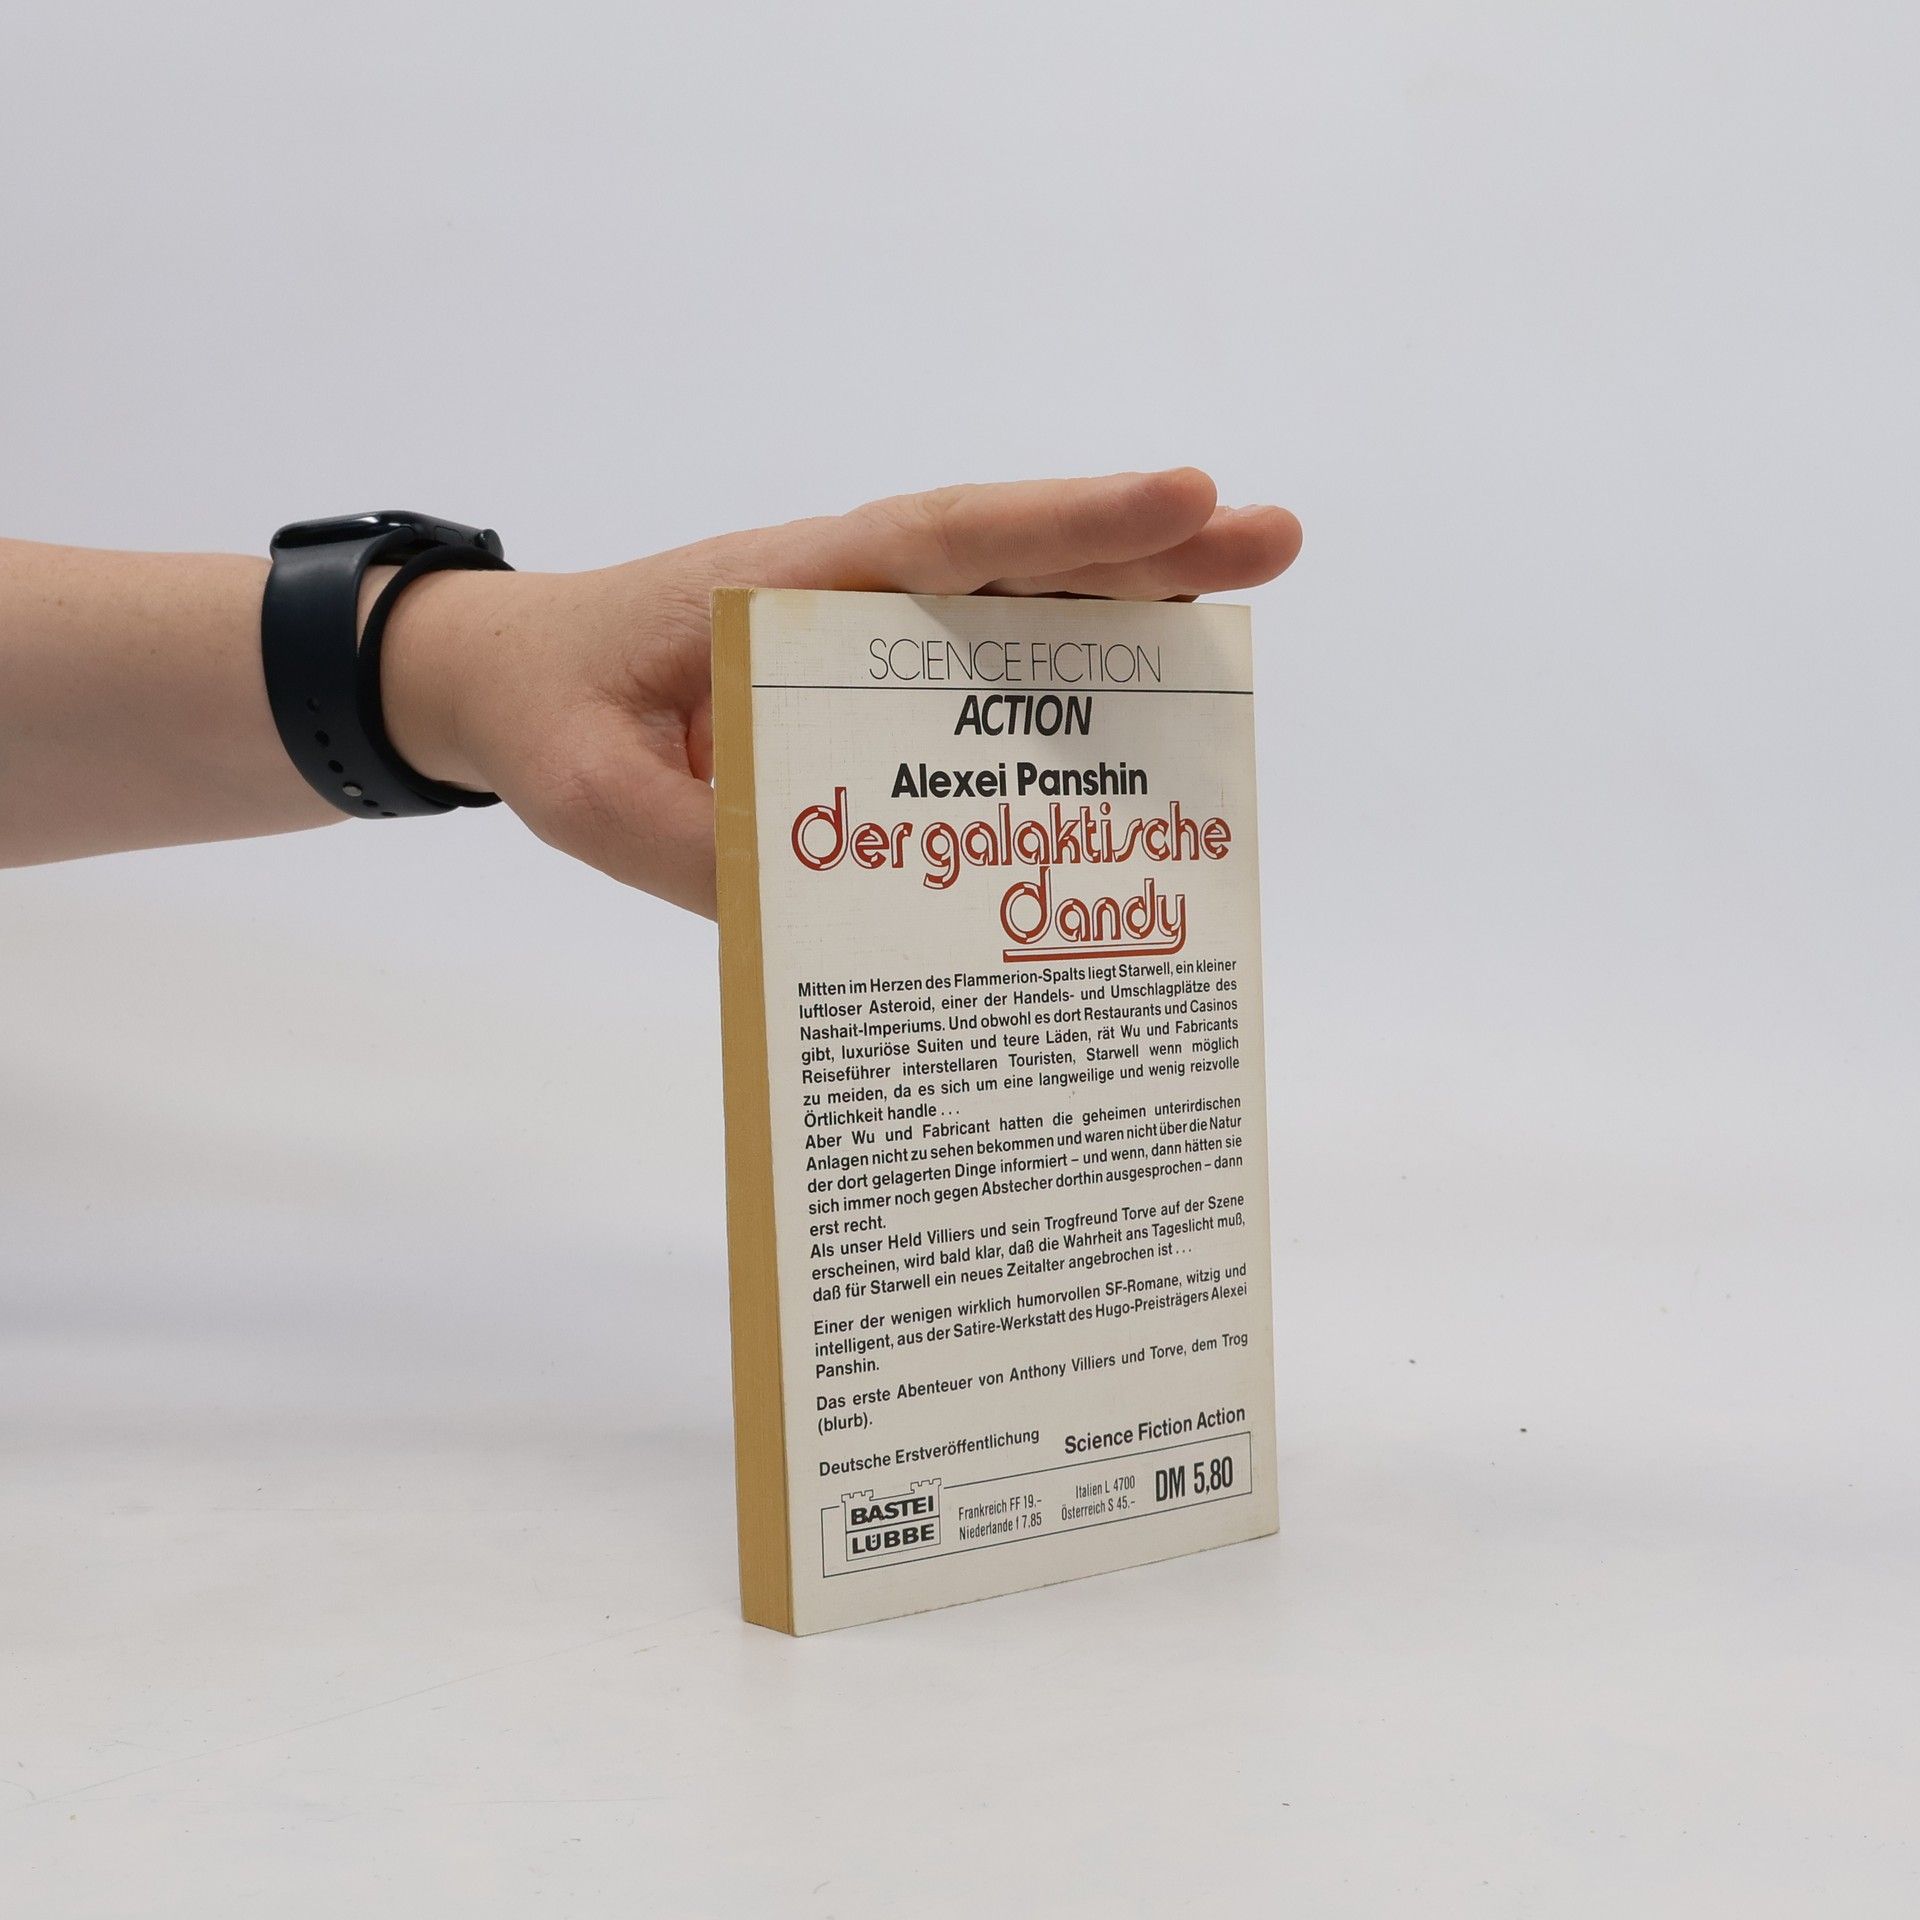 SCIENCE FICTION
ACTION
Alexei Panshin
der galaktische
dandy
Mitten im Herzen des Flammerion-Spalts liegt Starwell, ein kleiner
luftloser Asteroid, einer der Handels- und Umschlagplätze des
Nashait-Imperiums. Und obwohl es dort Restaurants und Casinos
gibt, luxuriöse Suiten und teure Läden, rät Wu und Fabricants
Reiseführer interstellaren Touristen, Starwell wenn möglich
zu meiden, da es sich um eine langweilige und wenig reizvolle
Örtlichkeit handle . . .
Aber Wu und Fabricant hatten die geheimen unterirdischen
Anlagen nicht zu sehen bekommen und waren nicht über die Natur
der dort gelagerten Dinge informiert – und wenn, dann hätten sie
sich immer noch gegen Abstecher dorthin ausgesprochen – dann
erst recht.
Als unser Held Villiers und sein Trogfreund Torve auf der Szene
erscheinen, wird bald klar, daß die Wahrheit ans Tageslicht muß,
daß für Starwell ein neues Zeitalter angebrochen ist . . .
Einer der wenigen wirklich humorvollen SF-Romane, witzig und
intelligent, aus der Satire-Werkstatt des Hugo-Preisträgers Alexei
Panshin.
Das erste Abenteuer von Anthony Villiers und Torve, dem Trog
(blurb).
Deutsche Erstveröffentlichung Science Fiction Action
BASTEI
LÜBBE
Frankreich FF 19.-
Niederlande f 7.85
Italien L 4700
Österreich S 45.-
DM 5,80